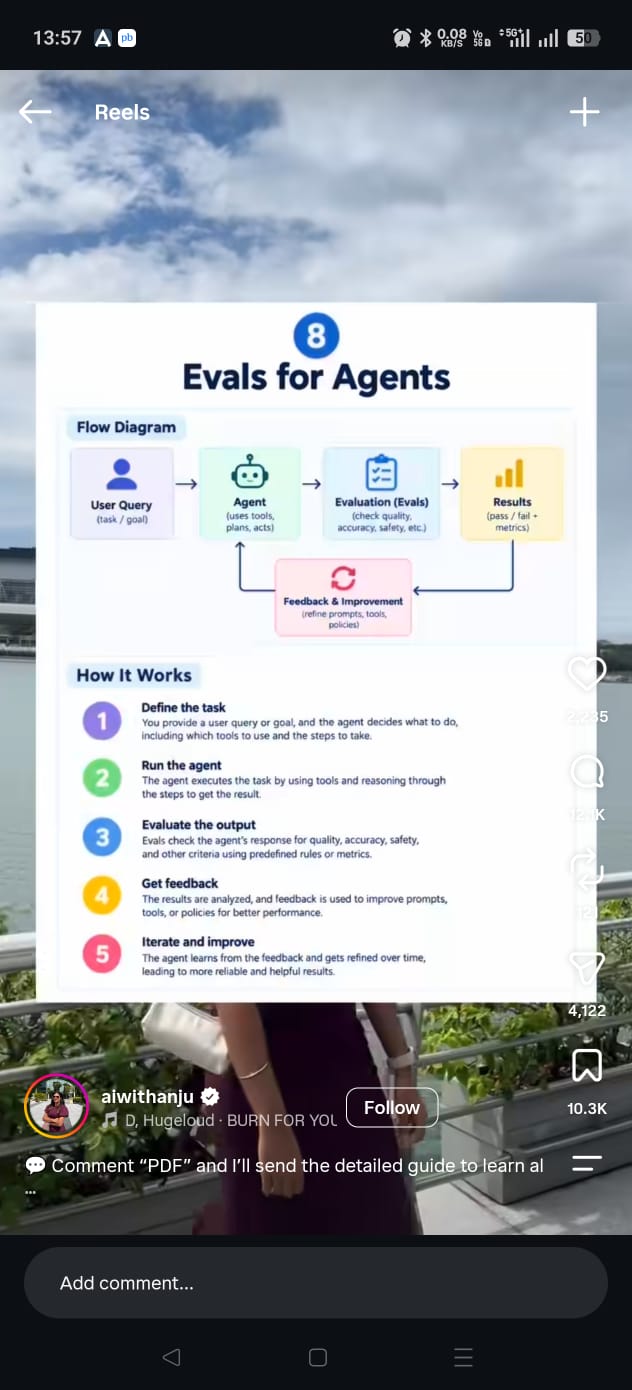 13:57
pb
0.08
KB/S
Vo
5G
5G+
50
Reels
8
Evals for Agents
Flow Diagram
User Query
(task / goal)
Agent
(uses tools,
plans, acts)
Evaluation (Evals)
(check quality,
accuracy, safety, etc.)
Results
(pass / fail +
metrics)
Feedback & Improvement
(refine prompts, tools,
policies)
How It Works
1
Define the task
You provide a user query or goal, and the agent decides what to do,
including which tools to use and the steps to take.
2
Run the agent
The agent executes the task by using tools and reasoning through
the steps to get the result.
3
Evaluate the output
Evals check the agent's response for quality, accuracy, safety,
and other criteria using predefined rules or metrics.
4
Get feedback
The results are analyzed, and feedback is used to improve prompts,
tools, or policies for better performance.
5
Iterate and improve
The agent learns from the feedback and gets refined over time,
leading to more reliable and helpful results.
4,122
10.3K
aiwithanju
D, Hugeloud · BURN FOR YOU
Follow
💬 Comment “PDF” and I’ll send the detailed guide to learn al
...
Add comment...